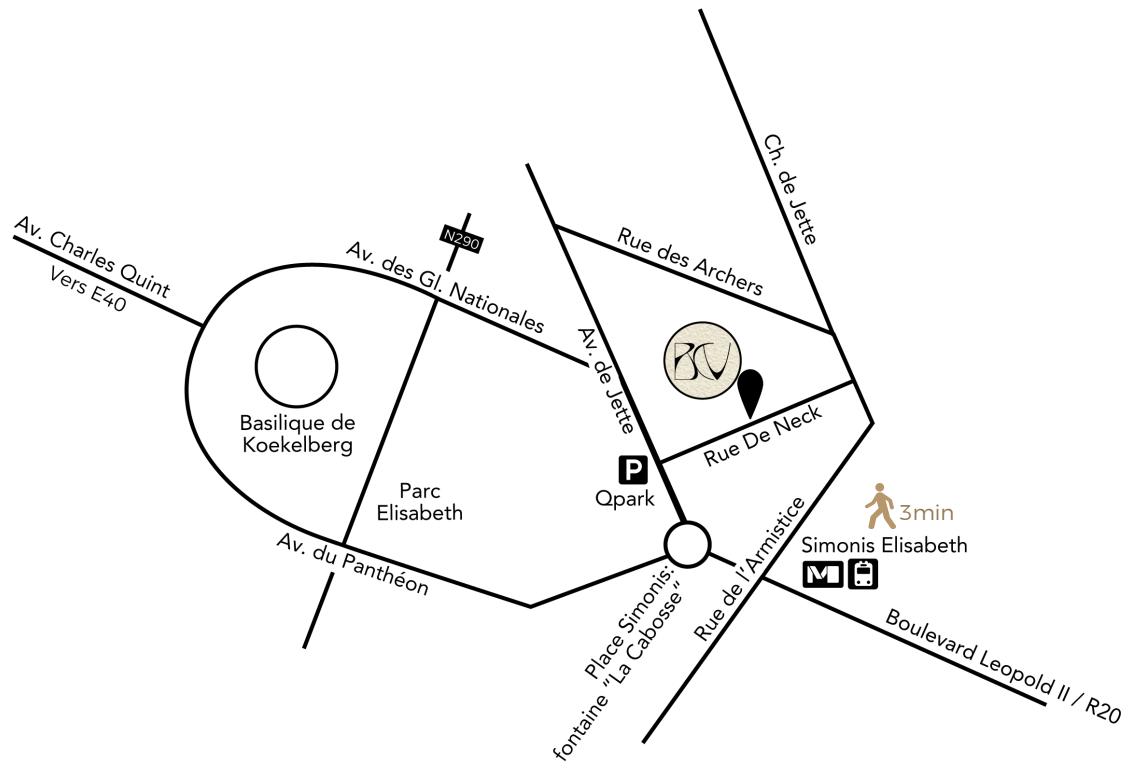 Ch. de Jette
Av. Charles Quint
Vers E40
N290
Av. des Gl. Nationales
Rue des Archers
Av. de Jette
BCV
Rue De Neck
Basilique de
Koekelberg
Parc
Elisabeth
P
Qpark
3min
Simonis Elisabeth
M
Av. du Panthéon
Rue de l'Armistice
Place Simonis:
fontaine “La Cabosse”
Boulevard Leopold II / R20